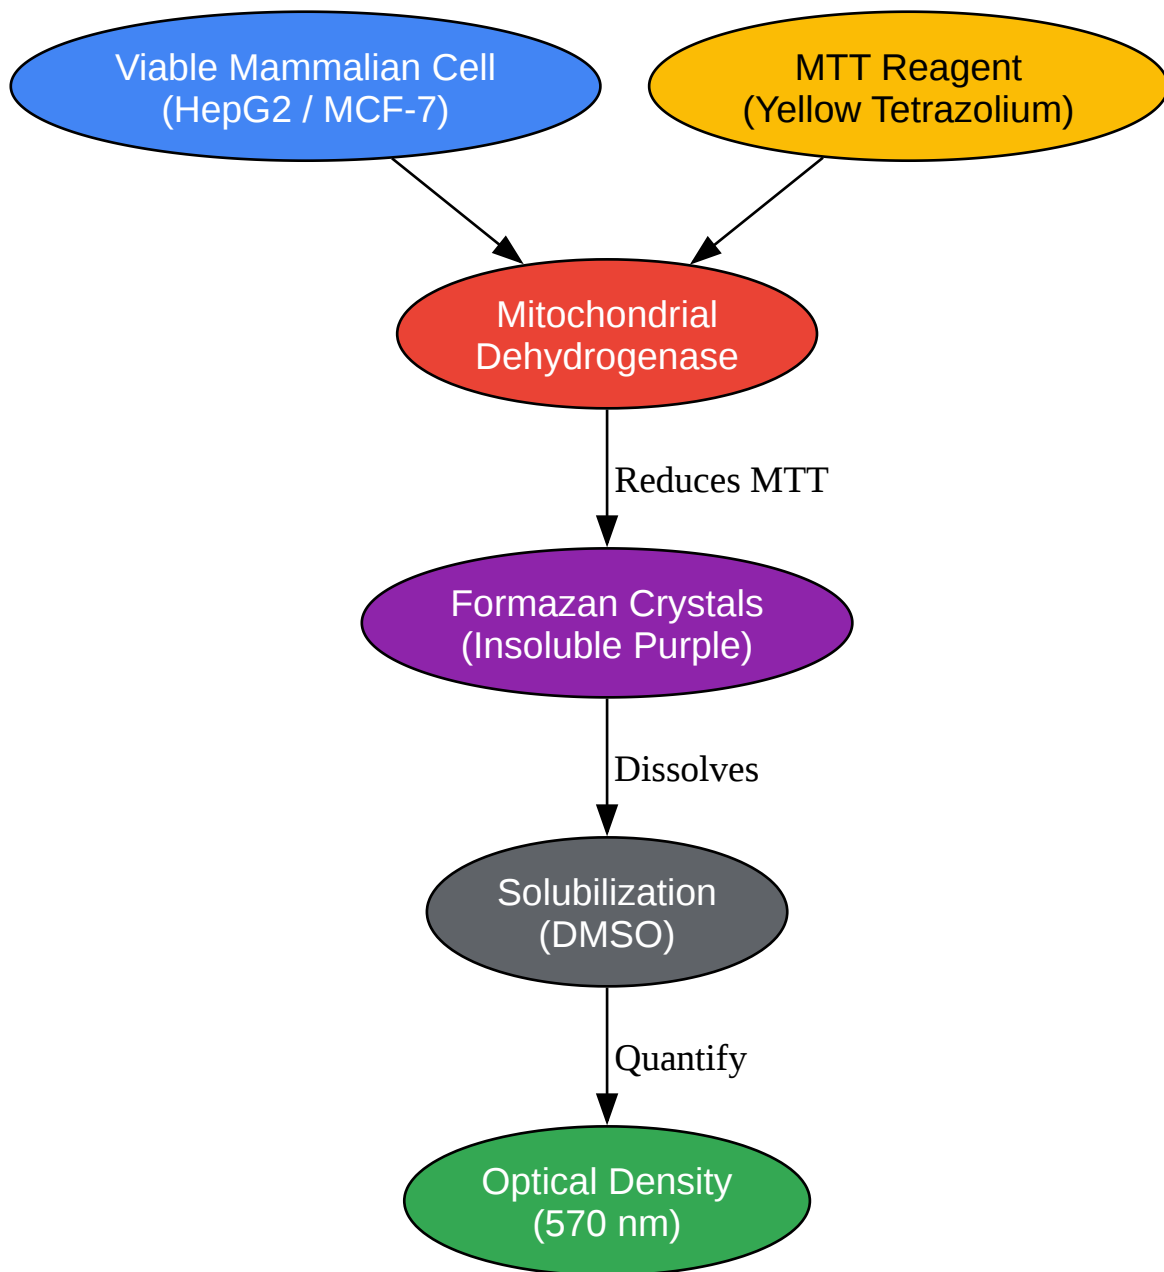 Viable Mammalian Cell
(HepG2 / MCF-7)
MTT Reagent
(Yellow Tetrazolium)
Mitochondrial
Dehydrogenase
Reduces MTT
Formazan Crystals
(Insoluble Purple)
Dissolves
Solubilization
(DMSO)
Quantify
Optical Density
(570 nm)